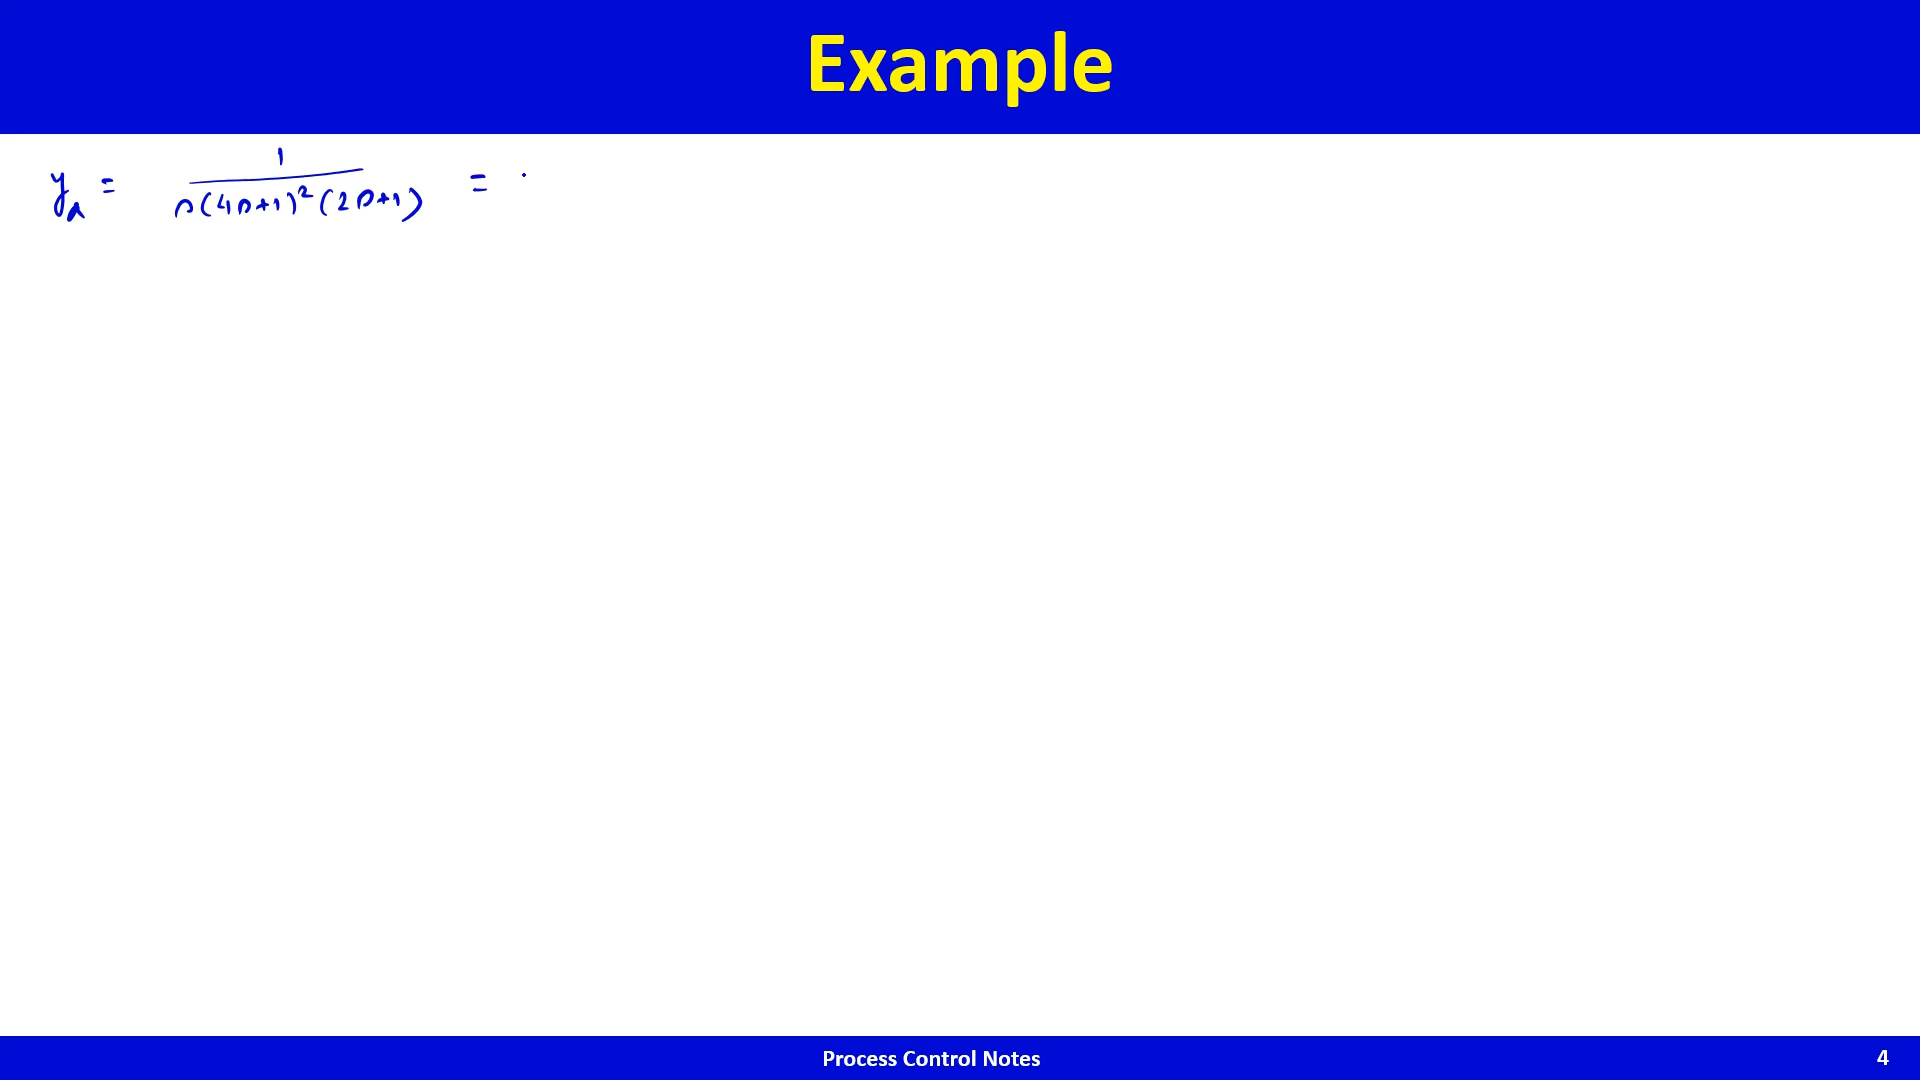 Example
y_a = 1 / s(4s+1)² (2s+1) =
Process Control Notes
4